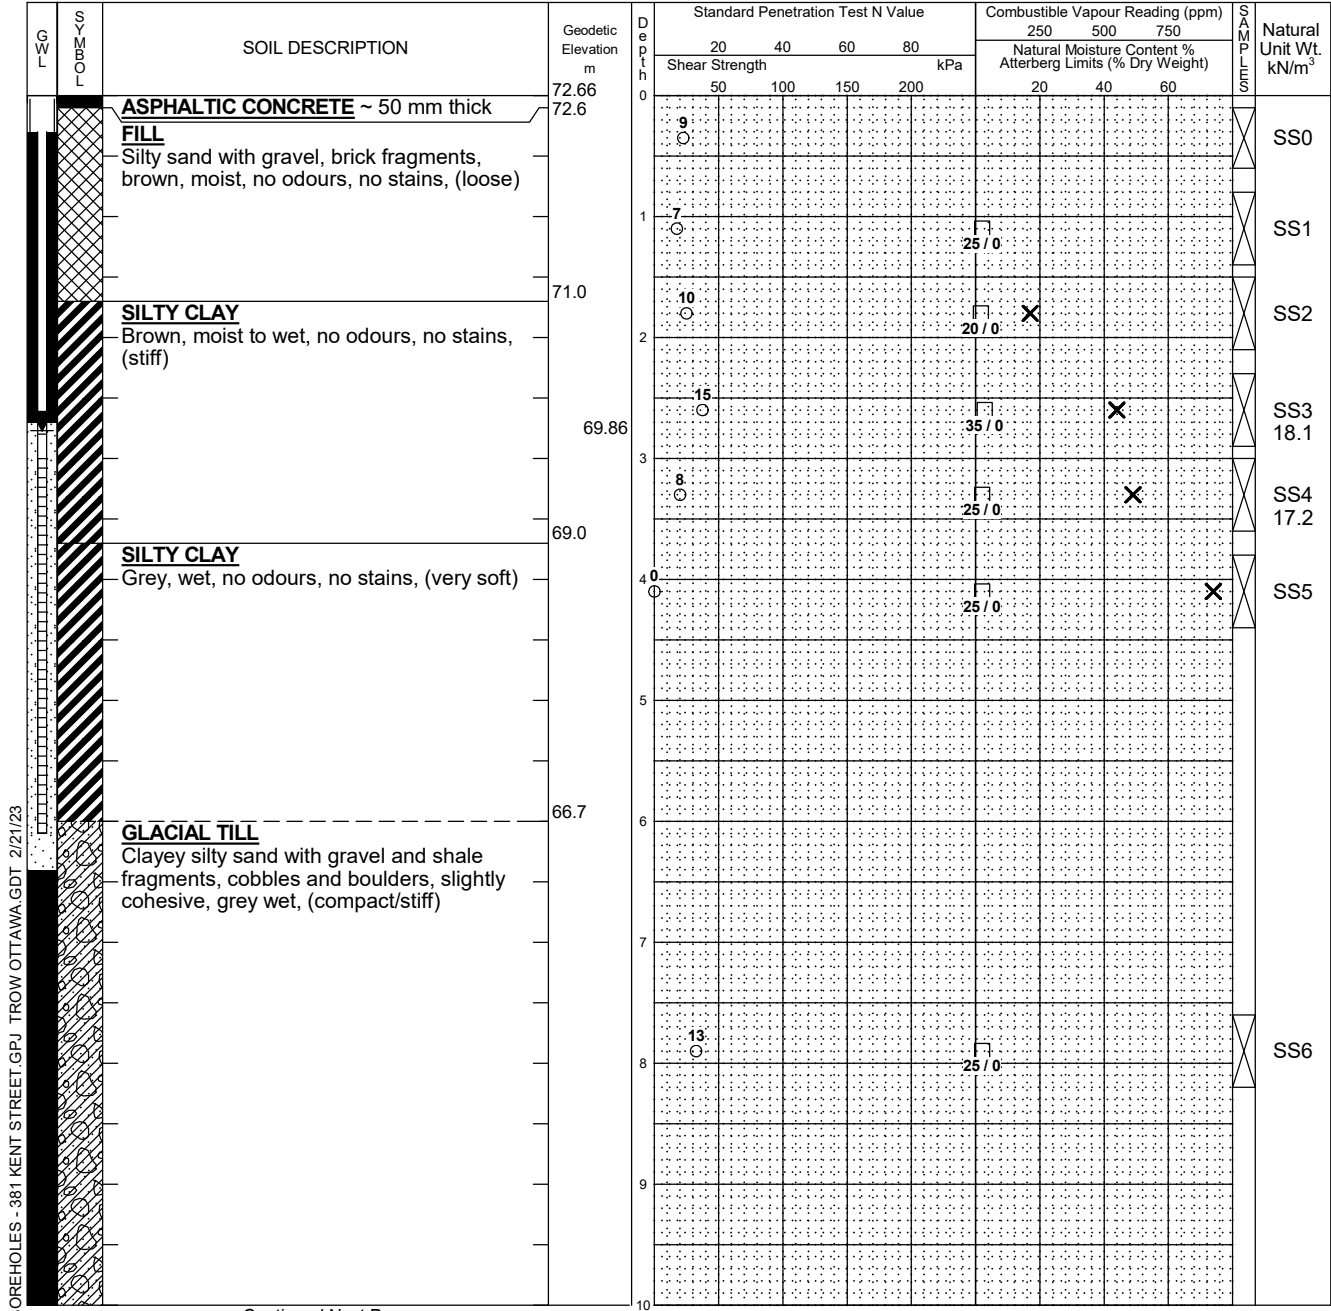 GWL
SYMBOL
SOIL DESCRIPTION
Geodetic
Elevation
m
Depth
Standard Penetration Test N Value
20 40 60 80
Shear Strength kPa
50 100 150 200
Combustible Vapour Reading (ppm)
250 500 750
Natural Moisture Content %
Atterberg Limits (% Dry Weight)
20 40 60
SAMPLES
Natural
Unit Wt.
kN/m³
72.66
0
ASPHALTIC CONCRETE ~ 50 mm thick
72.6
FILL
Silty sand with gravel, brick fragments,
brown, moist, no odours, no stains, (loose)
9
SS0
1
7
25 / 0
SS1
71.0
SILTY CLAY
Brown, moist to wet, no odours, no stains,
(stiff)
10
20 / 0
SS2
2
15
35 / 0
SS3
18.1
69.86
3
8
25 / 0
SS4
17.2
69.0
SILTY CLAY
Grey, wet, no odours, no stains, (very soft)
4
0
25 / 0
SS5
5
66.7
6
GLACIAL TILL
Clayey silty sand with gravel and shale
fragments, cobbles and boulders, slightly
cohesive, grey wet, (compact/stiff)
7
13
25 / 0
SS6
8
9
10
OREHOLES - 381 KENT STREET.GPJ TROW OTTAWA.GDT 2/21/23